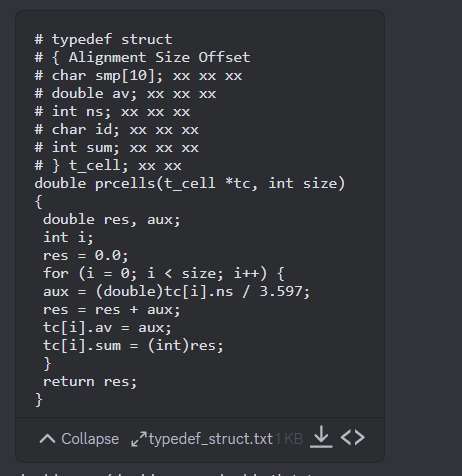 # typedef struct
# { Alignment Size Offset
# char smp[10]; xx xx xx
# double av; xx xx xx
# int ns; xx xx xx
# char id; xx xx xx
# int sum; xx xx xx
# } t_cell; xx xx
double prcells(t_cell *tc, int size)
{
 double res, aux;
 int i;
 res = 0.0;
 for (i = 0; i < size; i++) {
 aux = (double)tc[i].ns / 3.597;
 res = res + aux;
 tc[i].av = aux;
 tc[i].sum = (int)res;
 }
 return res;
}
Collapse typedef_struct.txt 1 KB